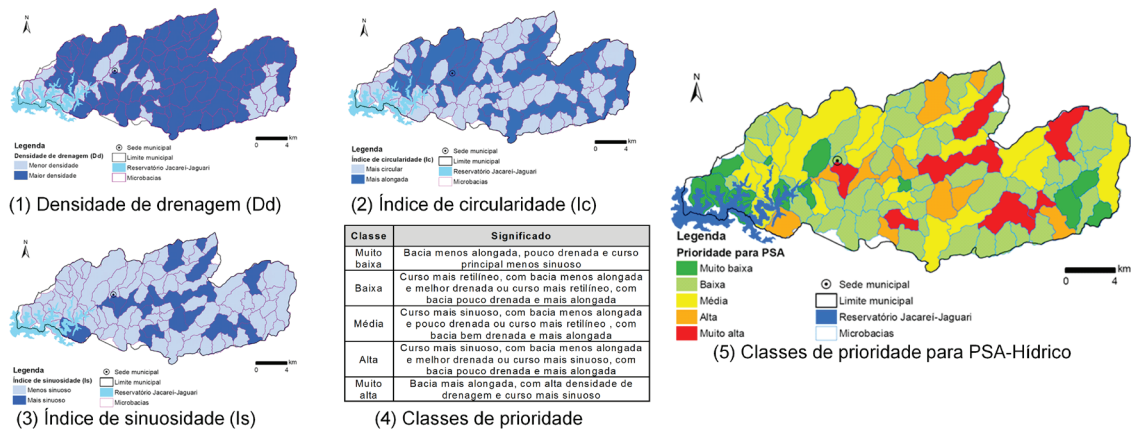 N
0 4
km
Legenda
Densidade de drenagem (Dd)
Menor densidade
Maior densidade
Sede municipal
Limite municipal
Reservatório Jacareí-Jaguari
Microbacias
(1) Densidade de drenagem (Dd)
N
0 4
km
Legenda
Índice de circularidade (Ic)
Mais circular
Mais alongada
Sede municipal
Limite municipal
Reservatório Jacareí-Jaguari
Microbacias
(2) Índice de circularidade (Ic)
N
0 4
km
Legenda
Índice de sinuosidade (Is)
Menos sinuoso
Mais sinuoso
Sede municipal
Limite municipal
Reservatório Jacareí-Jaguari
Microbacias
(3) Índice de sinuosidade (Is)
Classe Significado
Muito baixa
Bacia menos alongada, pouco drenada e curso
principal menos sinuoso
Baixa
Curso mais retilíneo, com bacia menos alongada
e melhor drenada ou curso mais retilíneo, com
bacia pouco drenada e mais alongada
Média
Curso mais sinuoso, com bacia menos alongada
e pouco drenada ou curso mais retilíneo , com
bacia bem drenada e mais alongada
Alta
Curso mais sinuoso, com bacia menos alongada
e melhor drenada ou curso mais sinuoso, com
bacia pouco drenada e mais alongada
Muito alta
Bacia mais alongada, com alta densidade de
drenagem e curso mais sinuoso
(4) Classes de prioridade
N
Legenda
Prioridade para PSA
Muito baixa
Baixa
Média
Alta
Muito alta
Sede municipal
Limite municipal
Reservatório Jacareí-Jaguari
Microbacias
0 4
km
(5) Classes de prioridade para PSA-Hídrico